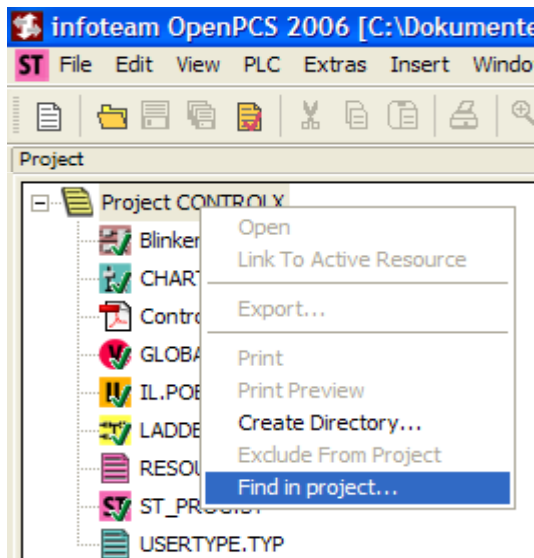 infoteam OpenPCS 2006 [C:\Dokumente
ST File Edit View PLC Extras Insert Windo
Project
Project CONTROLX
Blinker
Open
Link To Active Resource
CHART
Contro
Export...
GLOBA
Print
IL.POE
Print Preview
LADDE
Create Directory...
RESOU
Exclude From Project
Find in project...
ST ST_PROG.ST
USERTYPE.TYP